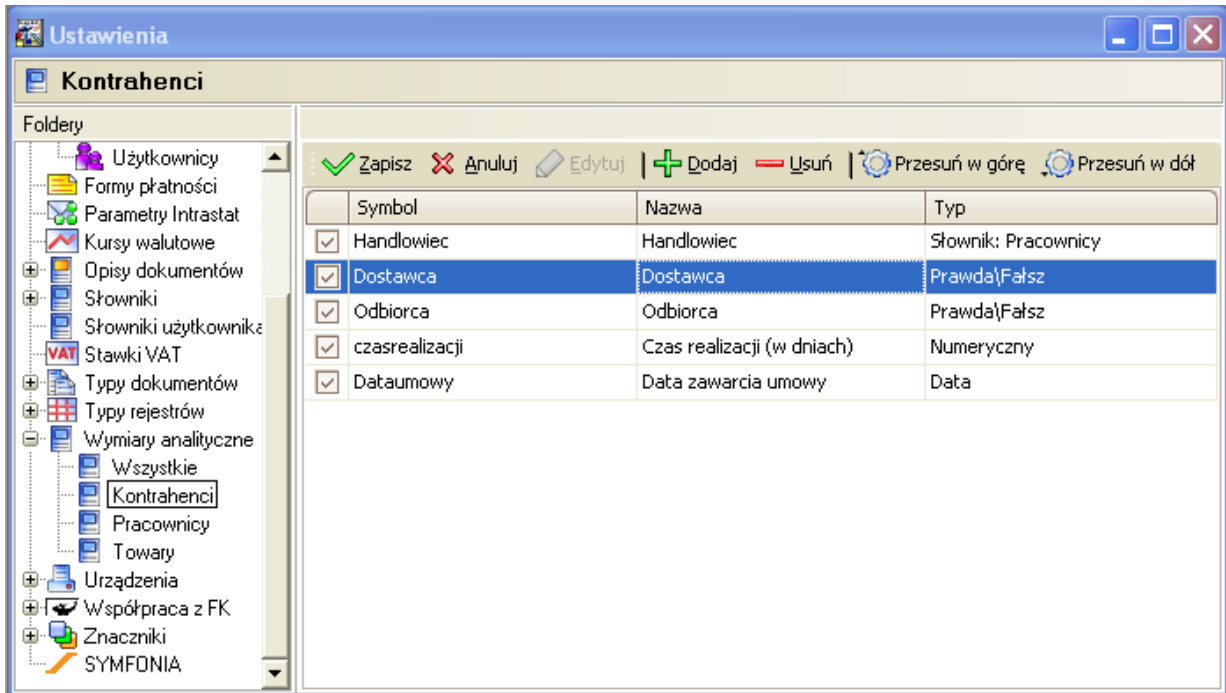 Ustawienia
Kontrahenci
Foldery
Użytkownicy
Formy płatności
Parametry Intrastat
Kursy walutowe
Opisy dokumentów
Słowniki
Słowniki użytkownika
VAT Stawki VAT
Typy dokumentów
Typy rejestrów
Wymiary analityczne
Wszystkie
Kontrahenci
Pracownicy
Towary
Urządzenia
Współpraca z FK
Znaczniki
SYMFONIA
Zapisz Anuluj Edytuj Dodaj Usuń Przesuń w górę Przesuń w dół
Symbol Nazwa Typ
Handlowiec Handlowiec Słownik: Pracownicy
Dostawca Dostawca Prawda\Fałsz
Odbiorca Odbiorca Prawda\Fałsz
czasrealizacji Czas realizacji (w dniach) Numeryczny
Dataumowy Data zawarcia umowy Data